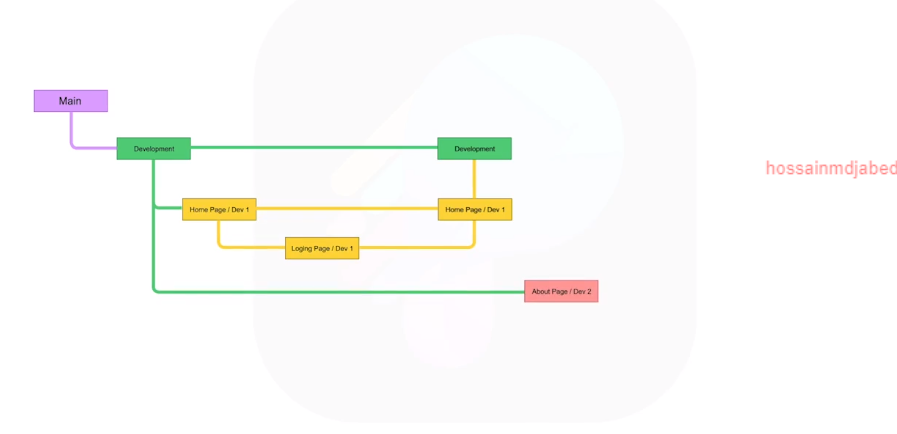 Main
Development
Development
hossainmdjabed
Home Page / Dev 1
Home Page / Dev 1
Loging Page / Dev 1
About Page / Dev 2